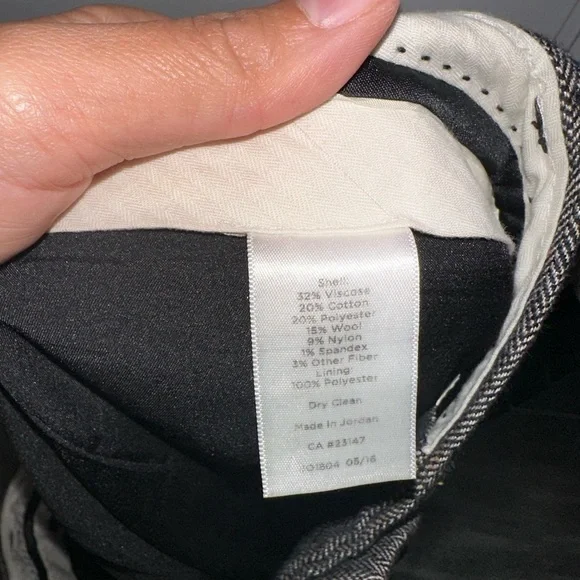 Shell:
32% Viscose
20% Cotton
20% Polyester
15% Wool
9% Nylon
1% Spandex
3% Other Fiber
Lining:
100% Polyester
Dry Clean
Made In Jordan
CA #23147
101804 05/16